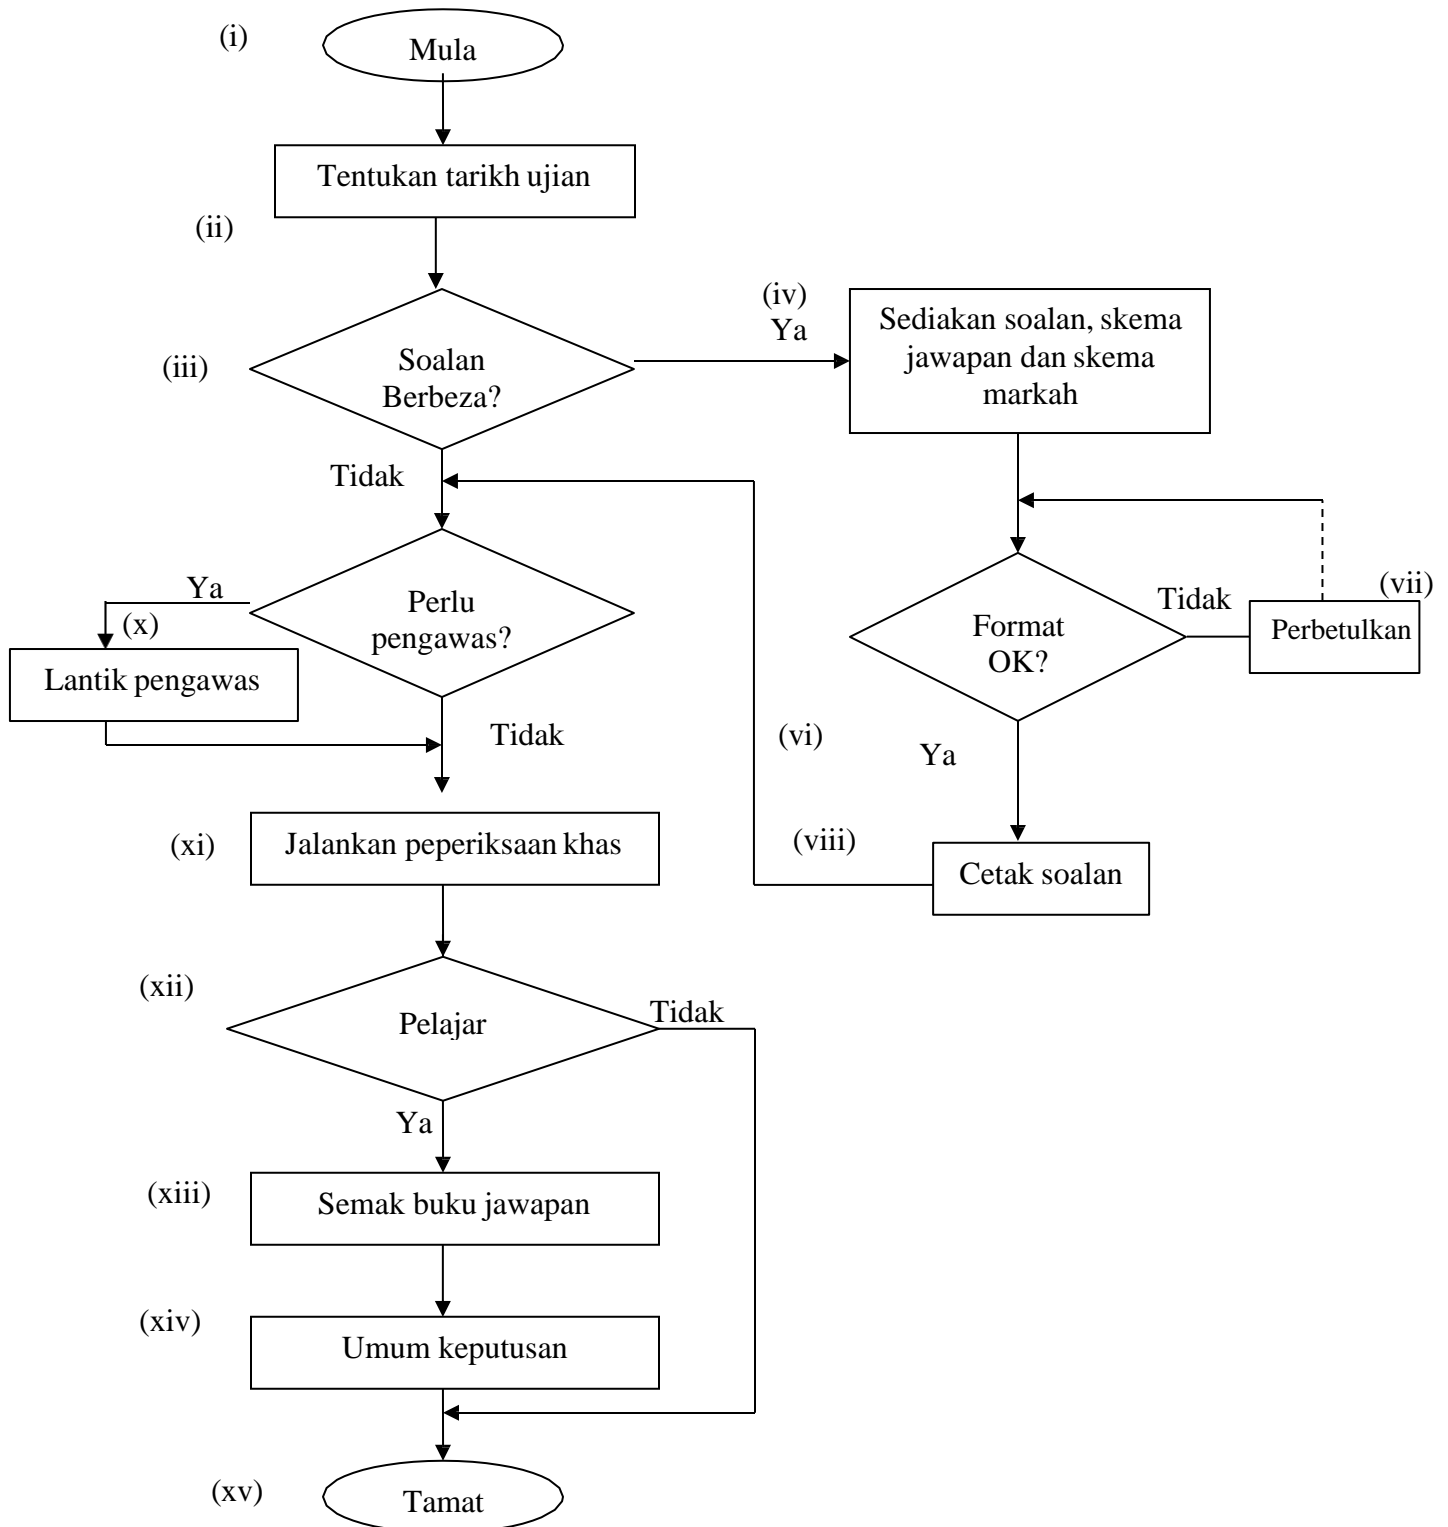 (i)
Mula
Tentukan tarikh ujian
(ii)
(iii)
Soalan
Berbeza?
(iv)
Ya
Sediakan soalan, skema
jawapan dan skema
markah
Tidak
Format
OK?
Tidak
(vii)
Perbetulkan
(vi)
Ya
(viii)
Cetak soalan
Perlu
pengawas?
Ya
(x)
Lantik pengawas
Tidak
(xi)
Jalankan peperiksaan khas
(xii)
Pelajar
Tidak
Ya
(xiii)
Semak buku jawapan
(xiv)
Umum keputusan
(xv)
Tamat